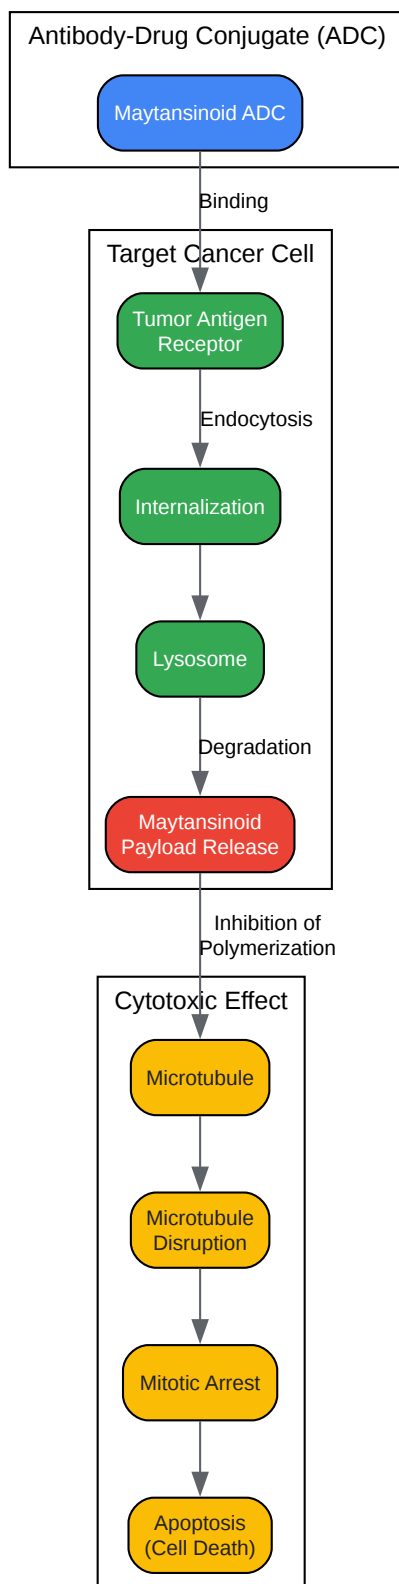 Antibody-Drug Conjugate (ADC)
Maytansinoid ADC
Binding
Target Cancer Cell
Tumor Antigen
Receptor
Endocytosis
Internalization
Lysosome
Degradation
Maytansinoid
Payload Release
Inhibition of
Polymerization
Cytotoxic Effect
Microtubule
Microtubule
Disruption
Mitotic Arrest
Apoptosis
(Cell Death)